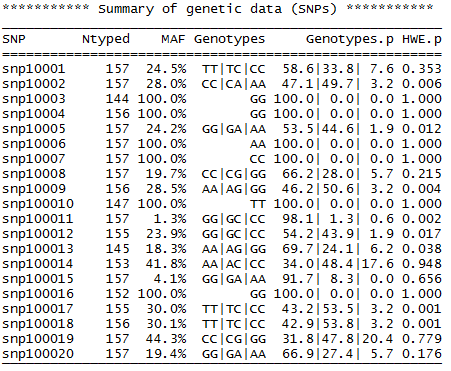 *********** Summary of genetic data (SNPs) ***********
SNP Ntyped MAF Genotypes Genotypes.p HWE.p
snp10001 157 24.5% TT|TC|CC 58.6|33.8| 7.6 0.353
snp10002 157 28.0% CC|CA|AA 47.1|49.7| 3.2 0.006
snp10003 144 100.0% GG 100.0| 0.0| 0.0 1.000
snp10004 156 100.0% GG 100.0| 0.0| 0.0 1.000
snp10005 157 24.2% GG|GA|AA 53.5|44.6| 1.9 0.012
snp10006 157 100.0% AA 100.0| 0.0| 0.0 1.000
snp10007 157 100.0% CC 100.0| 0.0| 0.0 1.000
snp10008 157 19.7% CC|CG|GG 66.2|28.0| 5.7 0.215
snp10009 156 28.5% AA|AG|GG 46.2|50.6| 3.2 0.004
snp100010 147 100.0% TT 100.0| 0.0| 0.0 1.000
snp100011 157 1.3% GG|GC|CC 98.1| 1.3| 0.6 0.002
snp100012 155 23.9% GG|GC|CC 54.2|43.9| 1.9 0.017
snp100013 145 18.3% AA|AG|GG 69.7|24.1| 6.2 0.038
snp100014 153 41.8% AA|AC|CC 34.0|48.4|17.6 0.948
snp100015 157 4.1% GG|GA|AA 91.7| 8.3| 0.0 0.656
snp100016 152 100.0% GG 100.0| 0.0| 0.0 1.000
snp100017 155 30.0% TT|TC|CC 43.2|53.5| 3.2 0.001
snp100018 156 30.1% TT|TC|CC 42.9|53.8| 3.2 0.001
snp100019 157 44.3% CC|CG|GG 31.8|47.8|20.4 0.779
snp100020 157 19.4% GG|GA|AA 66.9|27.4| 5.7 0.176